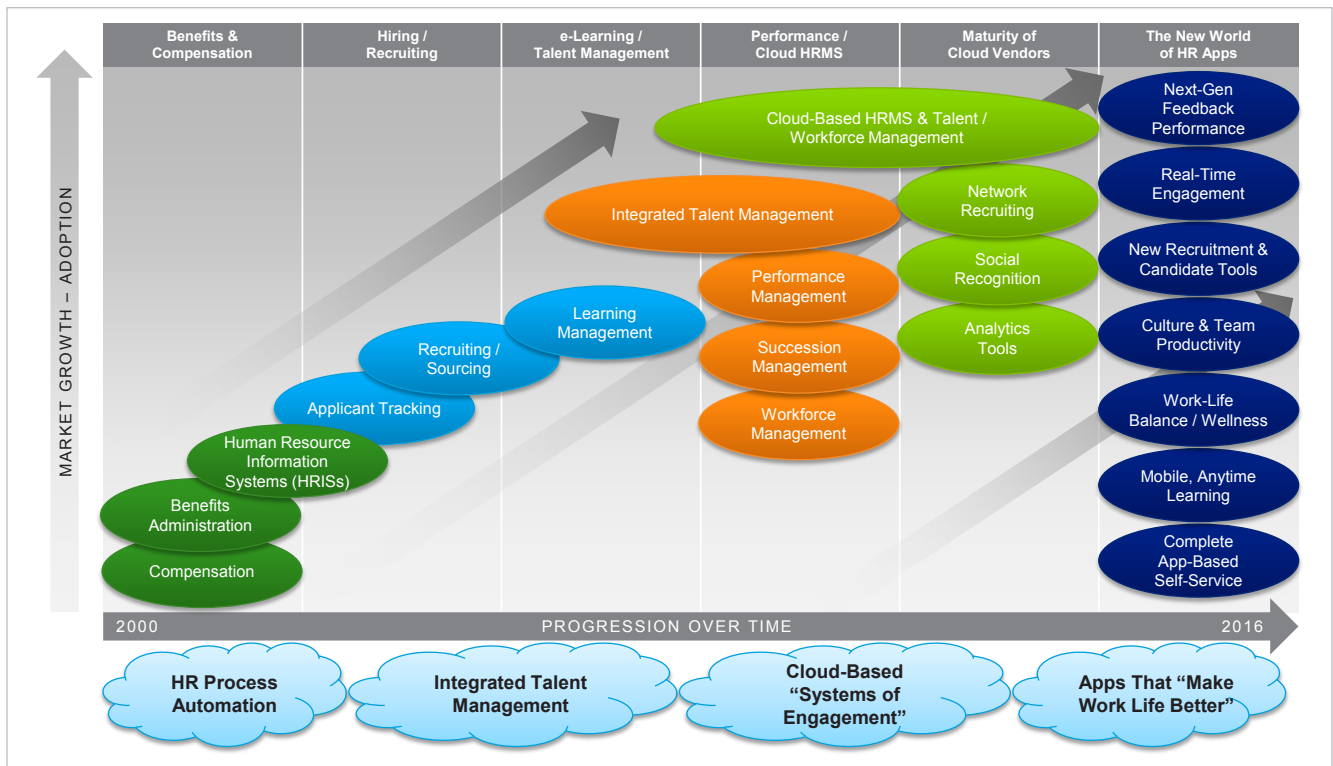 Benefits &
Compensation
Hiring /
Recruiting
e-Learning /
Talent Management
Performance /
Cloud HRMS
Maturity of
Cloud Vendors
The New World
of HR Apps
MARKET GROWTH – ADOPTION
Cloud-Based HRMS & Talent /
Workforce Management
Integrated Talent Management
Learning
Management
Recruiting /
Sourcing
Applicant Tracking
Human Resource
Information
Systems (HRISs)
Benefits
Administration
Compensation
Performance
Management
Succession
Management
Workforce
Management
Network
Recruiting
Social
Recognition
Analytics
Tools
Next-Gen
Feedback
Performance
Real-Time
Engagement
New Recruitment &
Candidate Tools
Culture & Team
Productivity
Work-Life
Balance / Wellness
Mobile, Anytime
Learning
Complete
App-Based
Self-Service
2000
PROGRESSION OVER TIME
2016
HR Process
Automation
Integrated Talent
Management
Cloud-Based
“Systems of
Engagement”
Apps That “Make
Work Life Better”